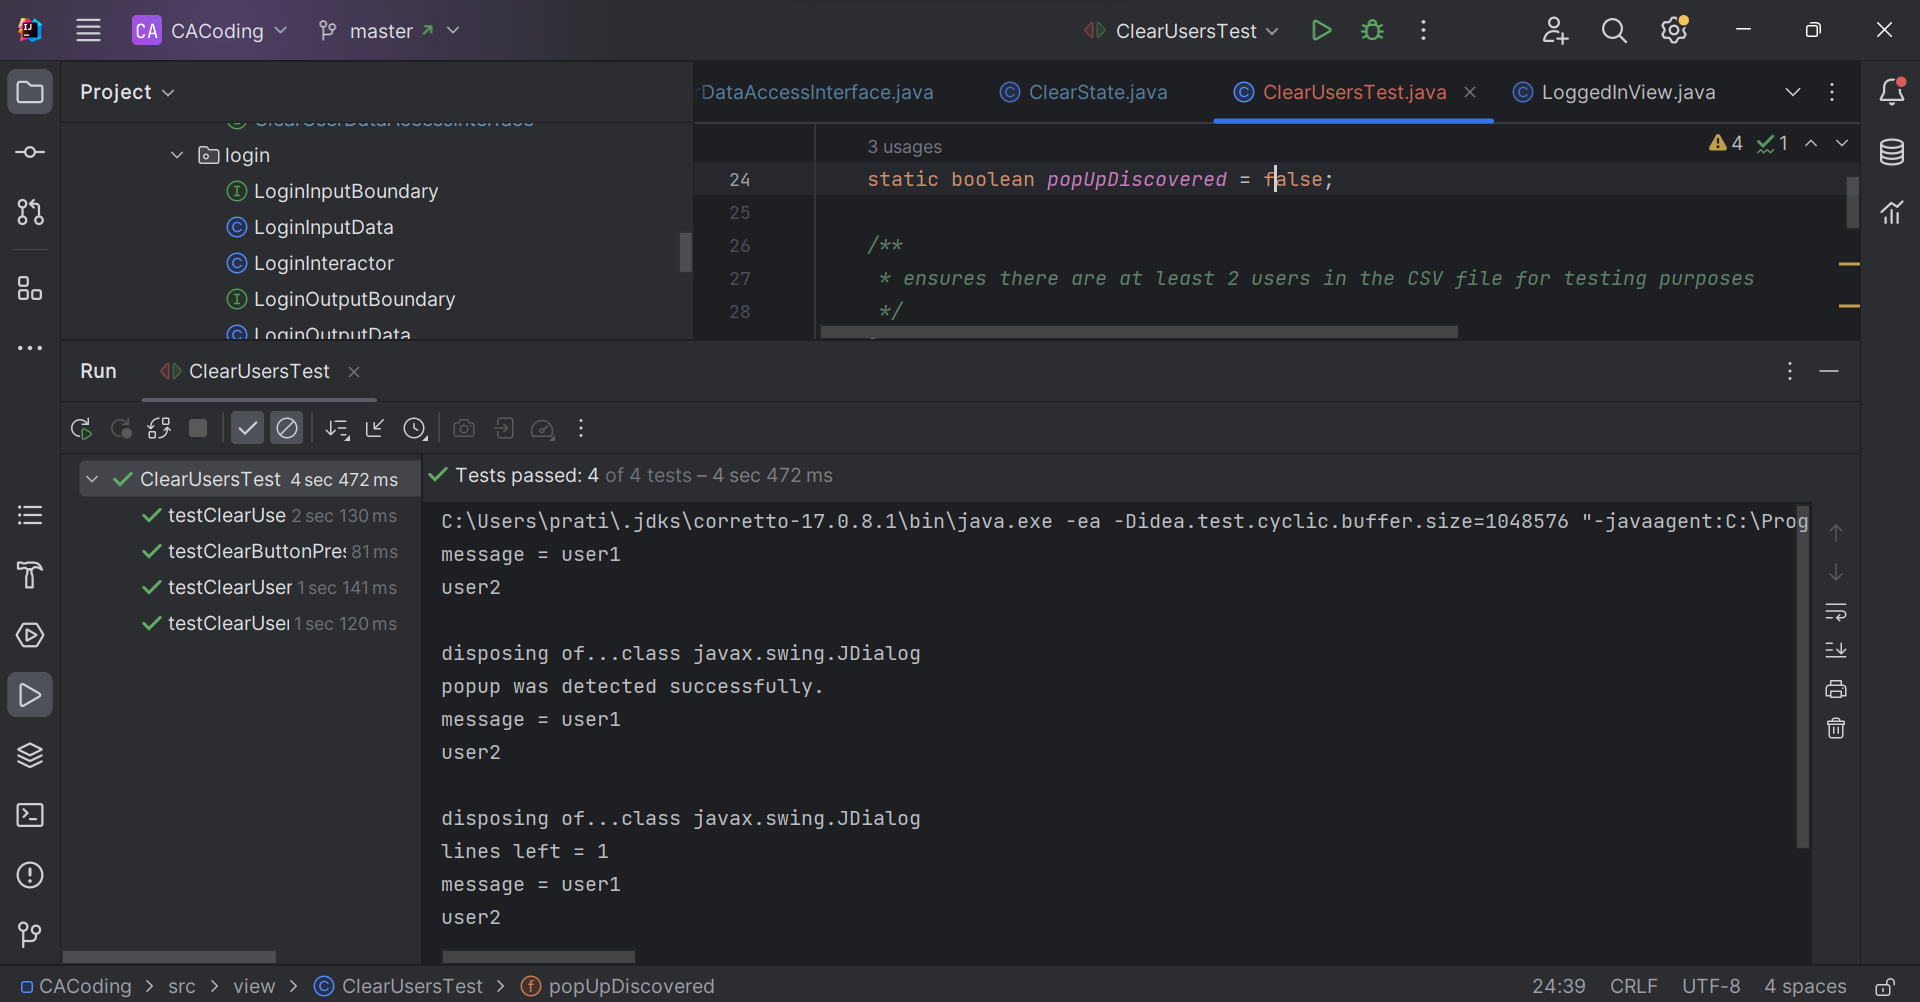 CA CACoding master ClearUsersTest
Project
DataAccessInterface.java ClearState.java ClearUsersTest.java LoggedInView.java
ClearUserDataAccessInterface
login
LoginInputBoundary
LoginInputData
LoginInteractor
LoginOutputBoundary
LoginOutputData
3 usages
4 1
24 static boolean popUpDiscovered = false;
25
26 /**
27 * ensures there are at least 2 users in the CSV file for testing purposes
28 */
Run ClearUsersTest
ClearUsersTest 4 sec 472 ms
testClearUse 2 sec 130 ms
testClearButtonPres 81 ms
testClearUser 1 sec 141 ms
testClearUser 1 sec 120 ms
Tests passed: 4 of 4 tests – 4 sec 472 ms
C:\Users\prati\.jdks\corretto-17.0.8.1\bin\java.exe -ea -Didea.test.cyclic.buffer.size=1048576 "-javaagent:C:\Prog
message = user1
user2
disposing of...class javax.swing.JDialog
popup was detected successfully.
message = user1
user2
disposing of...class javax.swing.JDialog
lines left = 1
message = user1
user2
CACoding > src > view > ClearUsersTest > popUpDiscovered
24:39 CRLF UTF-8 4 spaces